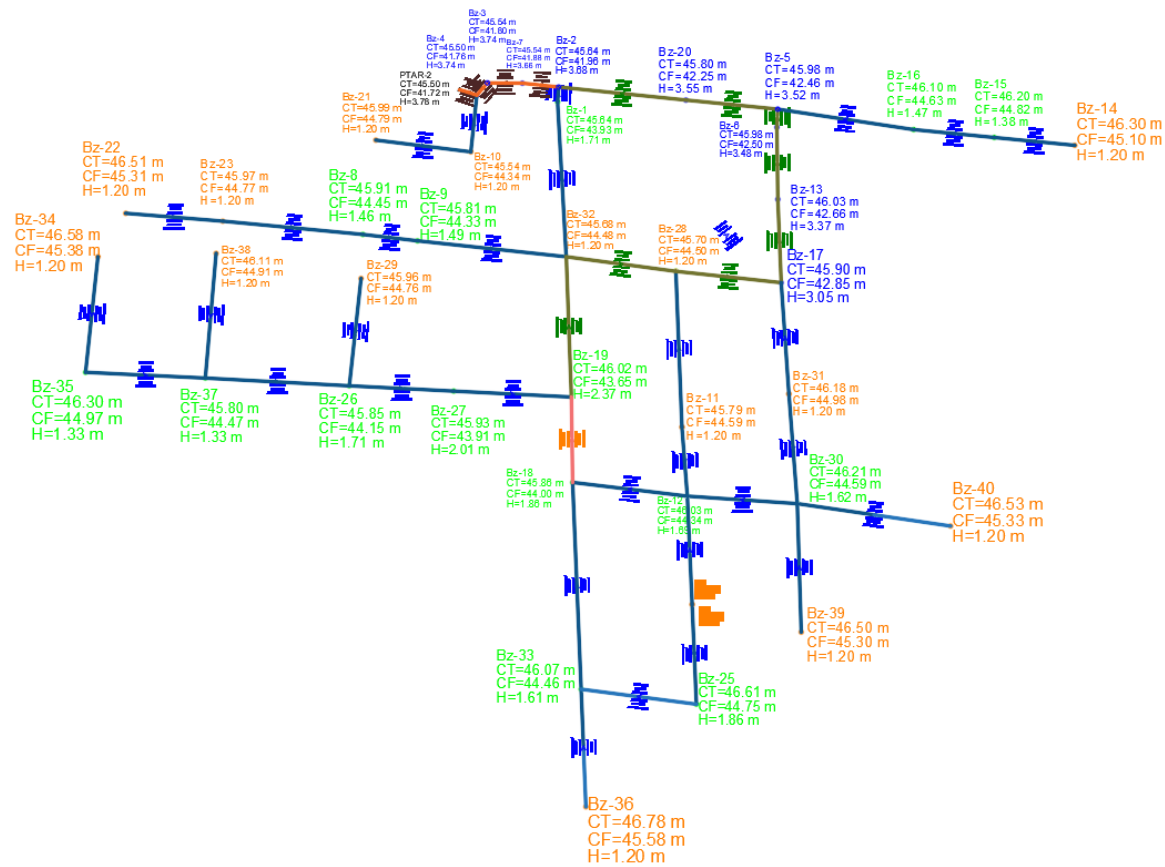 Bz-3
CT=45.54 m
CF=41.80 m
H=3.74 m
Bz-4
CT=45.50 m
CF=41.76 m
H=3.74 m
Bz-7
CT=45.54 m
CF=41.88 m
H=3.66 m
Bz-2
CT=45.64 m
CF=41.96 m
H=3.68 m
Bz-20
CT=45.80 m
CF=42.25 m
H=3.55 m
Bz-5
CT=45.98 m
CF=42.46 m
H=3.52 m
Bz-16
CT=46.10 m
CF=44.63 m
H=1.47 m
Bz-15
CT=46.20 m
CF=44.82 m
H=1.38 m
Bz-14
CT=46.30 m
CF=45.10 m
H=1.20 m
PTAR-2
CT=45.50 m
CF=41.72 m
H=3.78 m
Bz-21
CT=45.99 m
CF=44.79 m
H=1.20 m
Bz-1
CT=45.64 m
CF=43.93 m
H=1.71 m
Bz-6
CT=45.98 m
CF=42.50 m
H=3.48 m
Bz-22
CT=46.51 m
CF=45.31 m
H=1.20 m
Bz-23
CT=45.97 m
CF=44.77 m
H=1.20 m
Bz-10
CT=45.54 m
CF=44.34 m
H=1.20 m
Bz-8
CT=45.91 m
CF=44.45 m
H=1.46 m
Bz-9
CT=45.81 m
CF=44.33 m
H=1.49 m
Bz-13
CT=46.03 m
CF=42.66 m
H=3.37 m
Bz-34
CT=46.58 m
CF=45.38 m
H=1.20 m
Bz-38
CT=46.11 m
CF=44.91 m
H=1.20 m
Bz-29
CT=45.96 m
CF=44.76 m
H=1.20 m
Bz-32
CT=45.68 m
CF=44.48 m
H=1.20 m
Bz-28
CT=45.70 m
CF=44.50 m
H=1.20 m
Bz-17
CT=45.90 m
CF=42.85 m
H=3.05 m
Bz-19
CT=46.02 m
CF=43.65 m
H=2.37 m
Bz-35
CT=46.30 m
CF=44.97 m
H=1.33 m
Bz-37
CT=45.80 m
CF=44.47 m
H=1.33 m
Bz-26
CT=45.85 m
CF=44.15 m
H=1.71 m
Bz-27
CT=45.93 m
CF=43.91 m
H=2.01 m
Bz-11
CT=45.79 m
CF=44.59 m
H=1.20 m
Bz-31
CT=46.18 m
CF=44.98 m
H=1.20 m
Bz-18
CT=45.86 m
CF=44.00 m
H=1.86 m
Bz-12
CT=46.03 m
CF=44.34 m
Bz-30
CT=46.21 m
CF=44.59 m
H=1.62 m
Bz-40
CT=46.53 m
CF=45.33 m
H=1.20 m
Bz-39
CT=46.50 m
CF=45.30 m
H=1.20 m
Bz-33
CT=46.07 m
CF=44.46 m
H=1.61 m
Bz-25
CT=46.61 m
CF=44.75 m
H=1.86 m
Bz-36
CT=46.78 m
CF=45.58 m
H=1.20 m